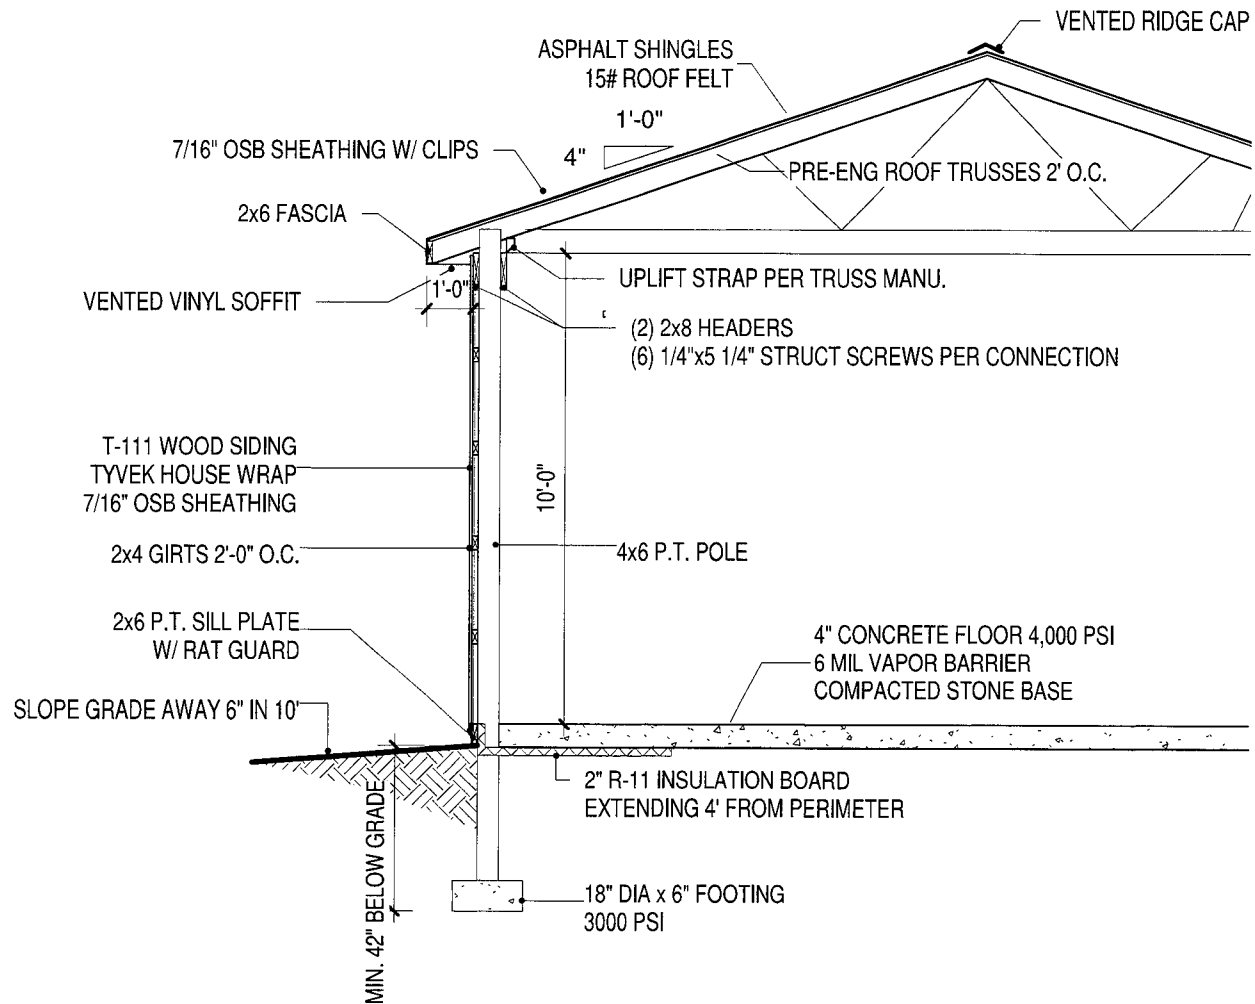 VENTED RIDGE CAP
ASPHALT SHINGLES
15# ROOF FELT
1'-0"
4"
7/16" OSB SHEATHING W/ CLIPS
PRE-ENG ROOF TRUSSES 2' O.C.
2x6 FASCIA
UPLIFT STRAP PER TRUSS MANU.
VENTED VINYL SOFFIT
1'-0"
(2) 2x8 HEADERS
(6) 1/4"x5 1/4" STRUCT SCREWS PER CONNECTION
T-111 WOOD SIDING
TYVEK HOUSE WRAP
7/16" OSB SHEATHING
10'-0"
2x4 GIRTS 2'-0" O.C.
4x6 P.T. POLE
2x6 P.T. SILL PLATE
W/ RAT GUARD
4" CONCRETE FLOOR 4,000 PSI
6 MIL VAPOR BARRIER
COMPACTED STONE BASE
SLOPE GRADE AWAY 6" IN 10'
2" R-11 INSULATION BOARD
EXTENDING 4' FROM PERIMETER
MIN. 42" BELOW GRADE
18" DIA x 6" FOOTING
3000 PSI